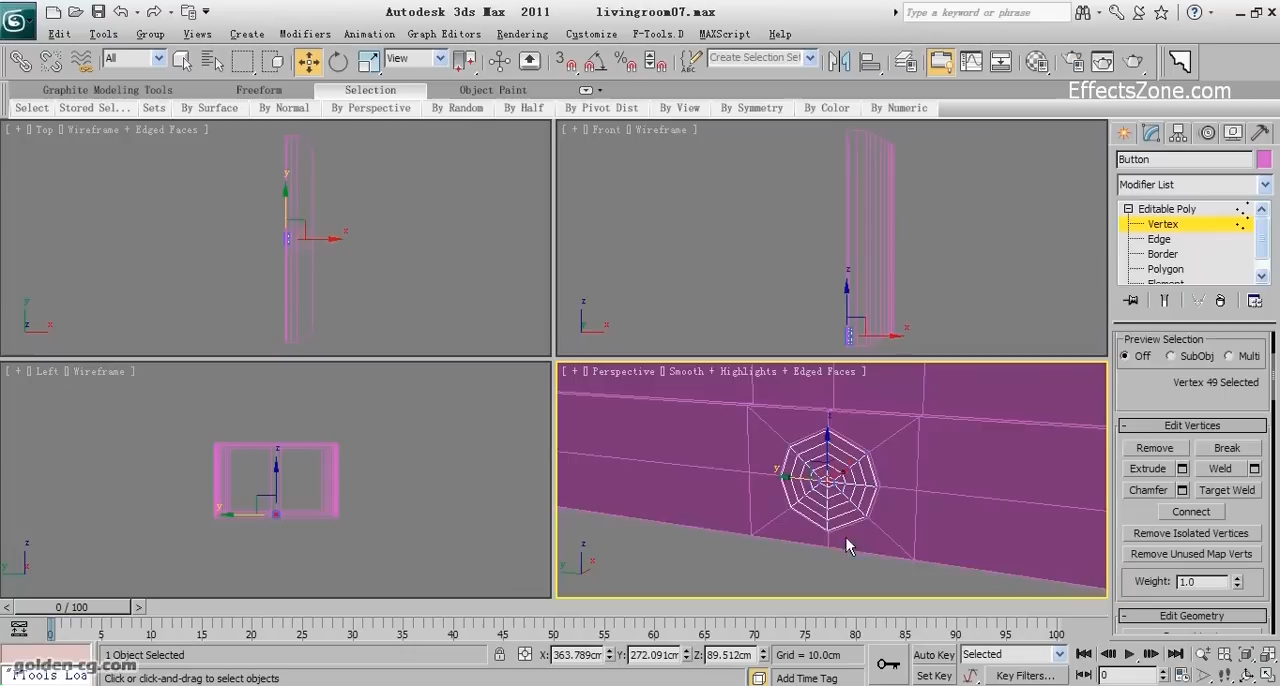 Autodesk 3ds Max 2011 livingroom07.max
Type a keyword or phrase
Edit Tools Group Views Create Modifiers Animation Graph Editors Rendering Customize F-Tools.D MAXScript Help
All View 3 ABC Create Selection Set
Graphite Modeling Tools Freeform Selection Object Paint
EffectsZone.com
Select Stored Sel... Sets By Surface By Normal By Perspective By Random By Half By Pivot Dist By View By Symmetry By Color By Numeric
[ + [] Top [] Wireframe + Edged Faces ]
[ + [] Front [] Wireframe ]
Button
Modifier List
Editable Poly
Vertex
Edge
Border
Polygon
Element
y
x
y
z x
z
x
z
x
[ + [] Left [] Wireframe ]
[ + [] Perspective [] Smooth + Highlights + Edged Faces ]
Preview Selection
Off SubObj Multi
Vertex 49 Selected
Edit Vertices
Remove Break
Extrude Weld
Chamfer Target Weld
Connect
Remove Isolated Vertices
Remove Unused Map Verts
Weight: 1.0
Edit Geometry
z
y
z
y
z
y
z
y x
< 0 / 100 >
0 5 10 15 20 25 30 35 40 45 50 55 60 65 70 75 80 85 90 95 100
1 Object Selected X: 363.789cm Y: 272.091cm Z: 89.512cm Grid = 10.0cm Auto Key Selected
golden-cg.com
Click or click-and-drag to select objects Add Time Tag Set Key Key Filters... 0